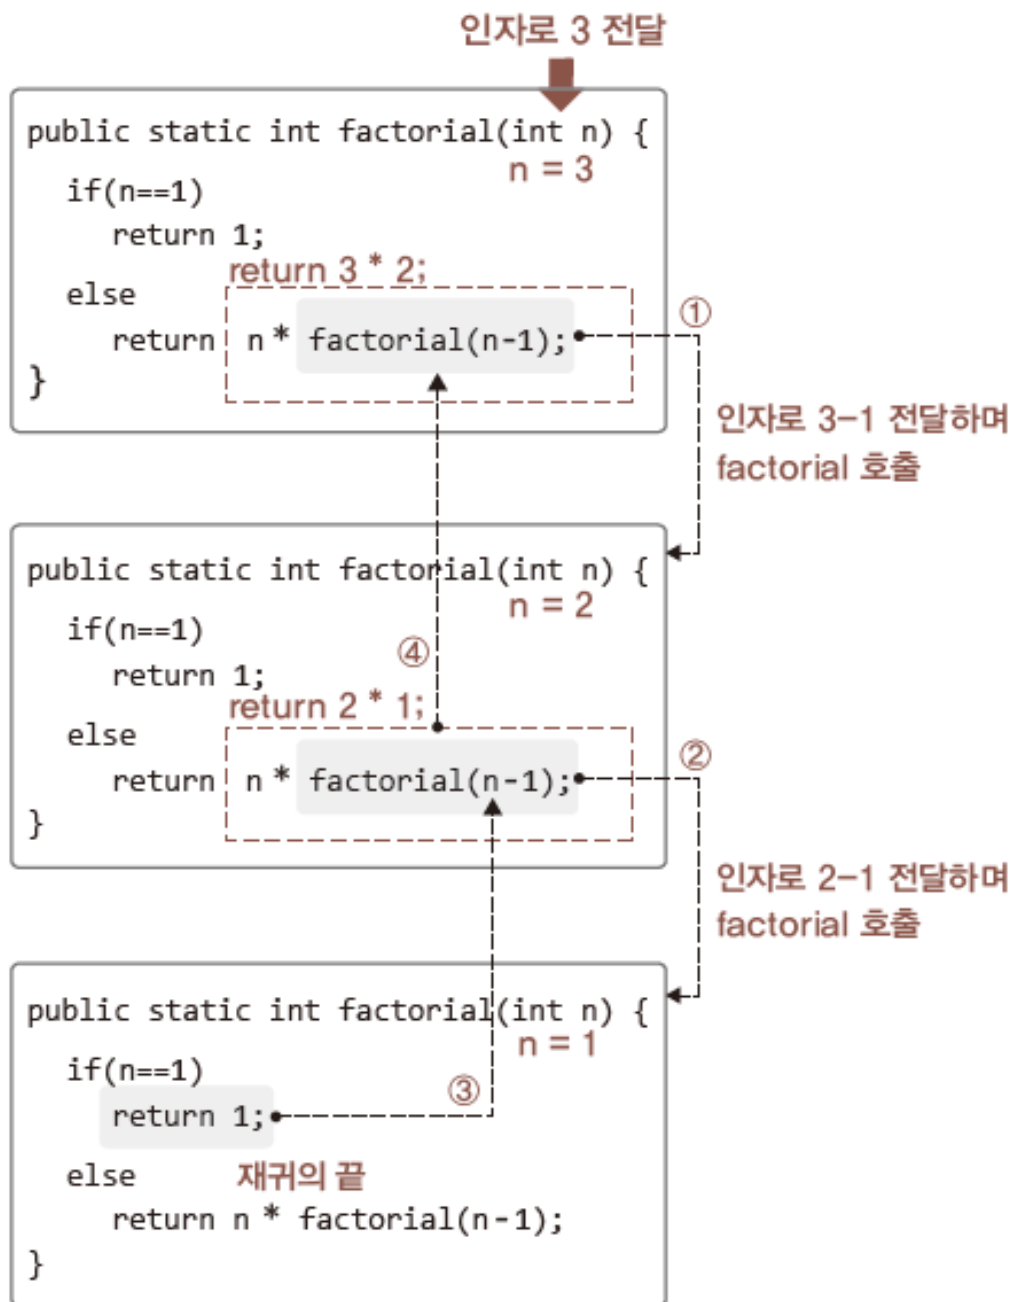 인자로 3 전달
public static int factorial(int n) {
n = 3
if(n==1)
return 1;
return 3 * 2;
else
return n * factorial(n-1);
}
①
인자로 3-1 전달하며
factorial 호출
public static int factorial(int n) {
n = 2
if(n==1)
④
return 1;
return 2 * 1;
else
return n * factorial(n-1);
}
②
인자로 2-1 전달하며
factorial 호출
public static int factorial(int n) {
n = 1
if(n==1)
return 1;
③
else 재귀의 끝
return n * factorial(n-1);
}